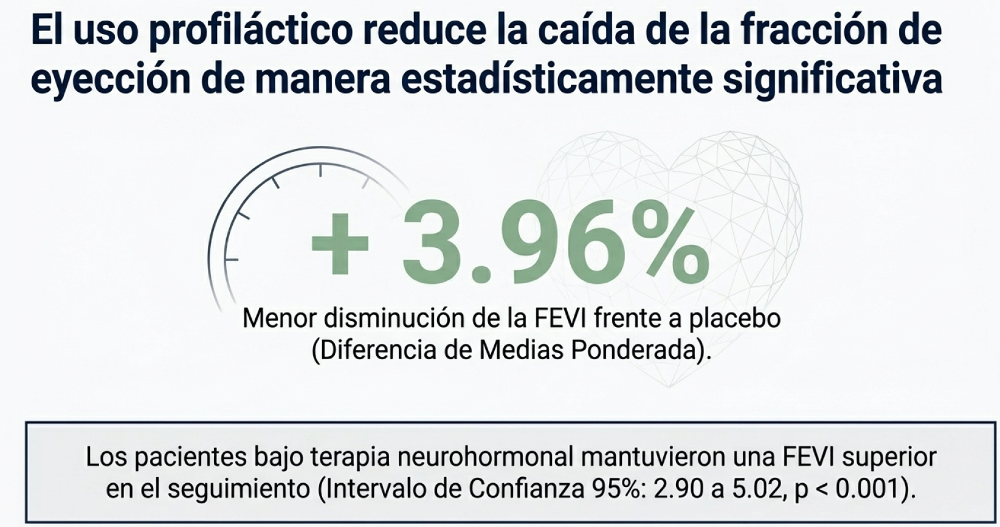 El uso profiláctico reduce la caída de la fracción de
eyección de manera estadísticamente significativa
+ 3.96%
Menor disminución de la FEVI frente a placebo
(Diferencia de Medias Ponderada).
Los pacientes bajo terapia neurohormonal mantuvieron una FEVI superior
en el seguimiento (Intervalo de Confianza 95%: 2.90 a 5.02, p < 0.001).